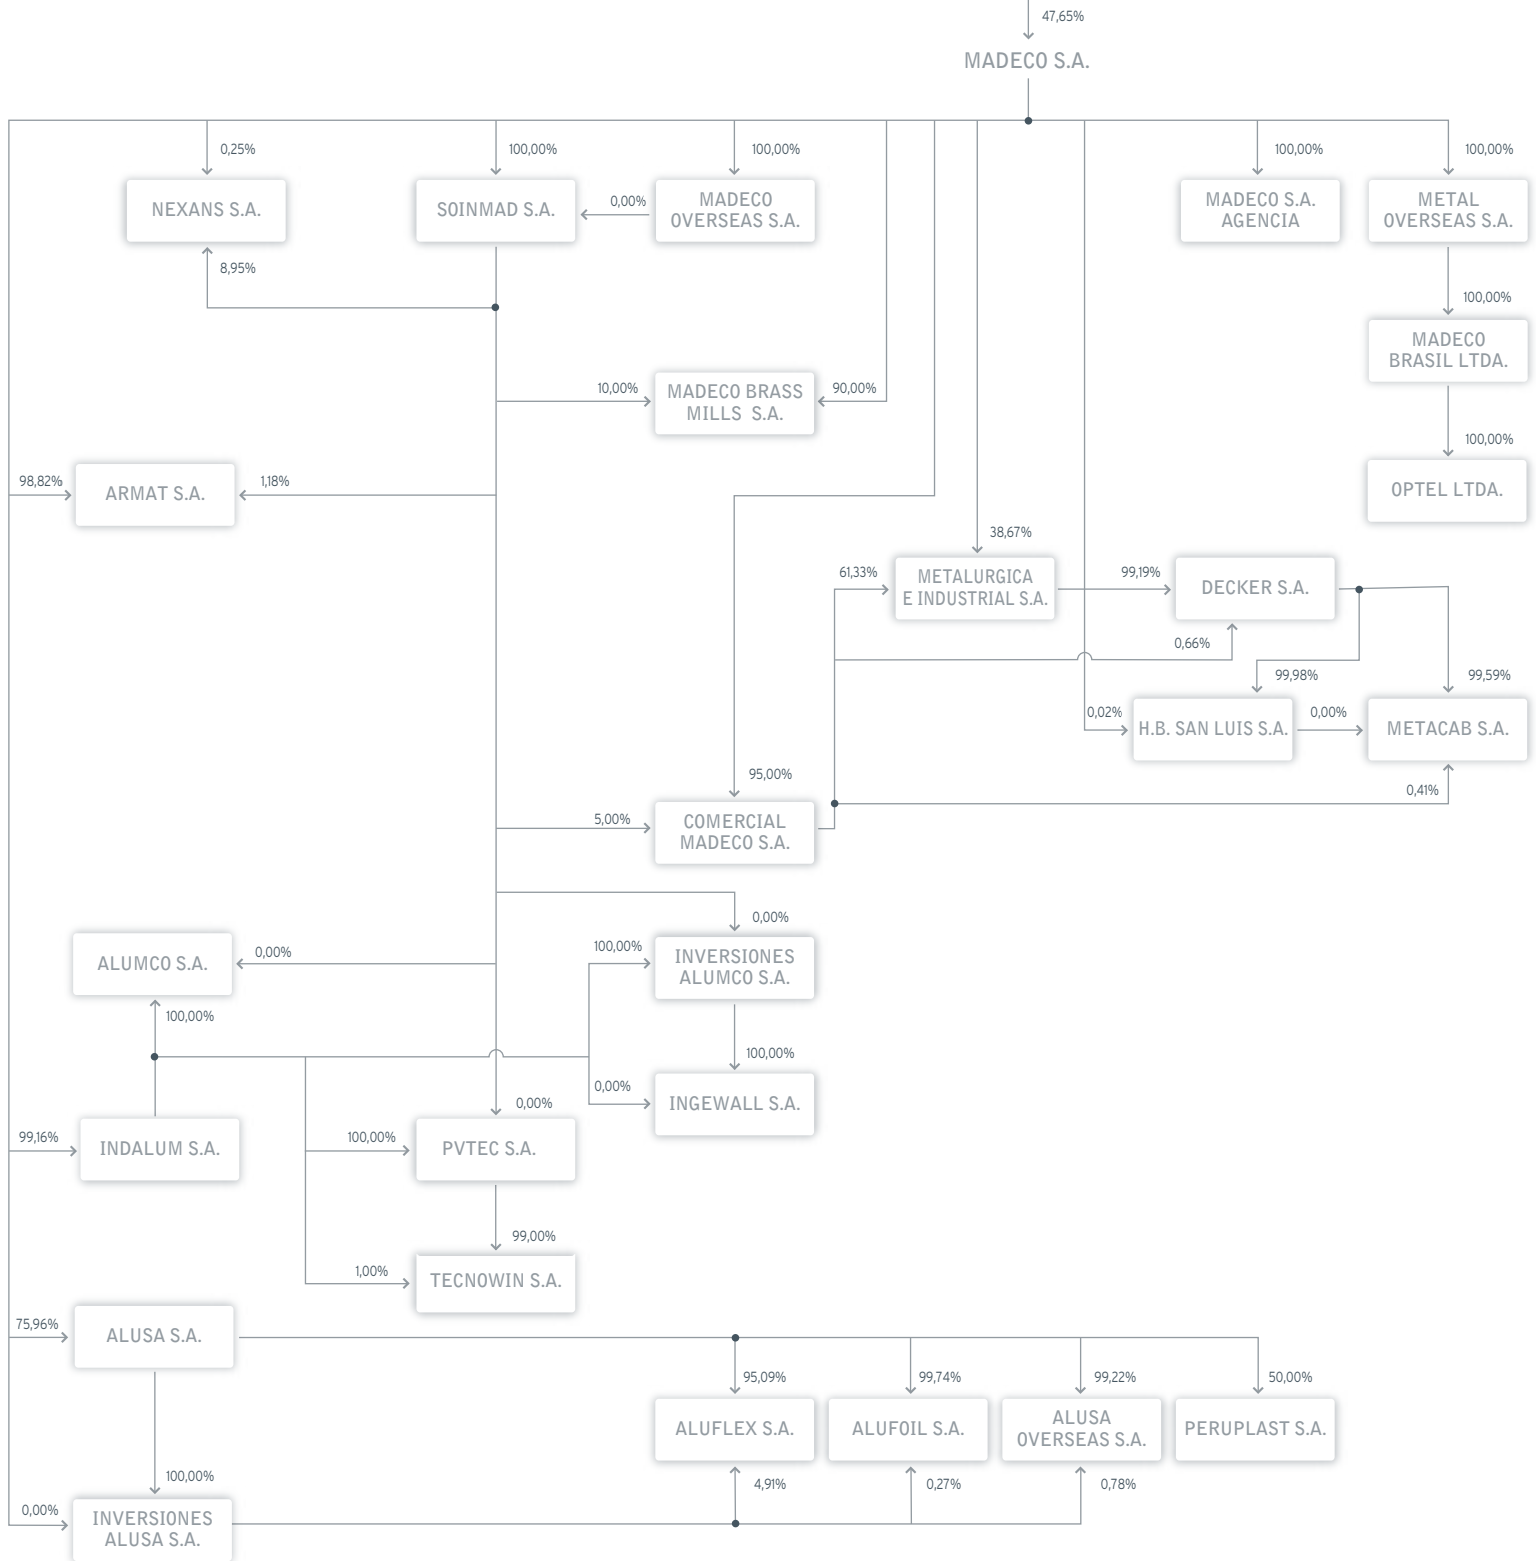 47,65%
MADECO S.A.
0,25%
100,00%
100,00%
100,00%
100,00%
NEXANS S.A.
SOINMAD S.A.
0,00%
MADECO
OVERSEAS S.A.
MADECO S.A.
AGENCIA
METAL
OVERSEAS S.A.
8,95%
100,00%
MADECO
BRASIL LTDA.
10,00%
MADECO BRASS
MILLS S.A.
90,00%
100,00%
98,82%
ARMAT S.A.
1,18%
OPTEL LTDA.
38,67%
61,33%
METALURGICA
E INDUSTRIAL S.A.
99,19%
DECKER S.A.
0,66%
99,98%
99,59%
0,02%
H.B. SAN LUIS S.A.
0,00%
METACAB S.A.
95,00%
0,41%
5,00%
COMERCIAL
MADECO S.A.
0,00%
ALUMCO S.A.
0,00%
100,00%
INVERSIONES
ALUMCO S.A.
100,00%
100,00%
0,00%
INGEWALL S.A.
0,00%
99,16%
INDALUM S.A.
100,00%
PVTEC S.A.
99,00%
1,00%
TECNOWIN S.A.
75,96%
ALUSA S.A.
95,09%
99,74%
99,22%
50,00%
ALUFLEX S.A.
ALUFOIL S.A.
ALUSA
OVERSEAS S.A.
PERUPLAST S.A.
100,00%
4,91%
0,27%
0,78%
0,00%
INVERSIONES
ALUSA S.A.